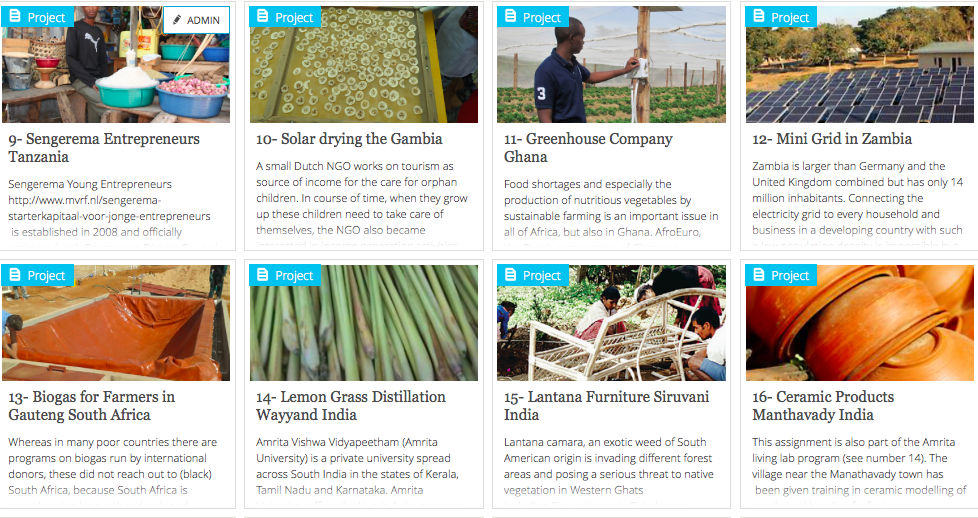 Project
ADMIN
9- Sengerema Entrepreneurs
Tanzania
Sengerema Young Entrepreneurs
http://www.mvrf.nl/sengerema-
starterkapitaal-voor-jonge-entrepreneurs
is established in 2008 and officially
Project
10- Solar drying the Gambia
A small Dutch NGO works on tourism as
source of income for the care for orphan
children. In course of time, when they grow
up these children need to take care of
themselves, the NGO also became
Project
3
11- Greenhouse Company
Ghana
Food shortages and especially the
production of nutritious vegetables by
sustainable farming is an important issue in
all of Africa, but also in Ghana. AfroEuro,
Project
12- Mini Grid in Zambia
Zambia is larger than Germany and the
United Kingdom combined but has only 14
million inhabitants. Connecting the
electricity grid to every household and
business in a developing country with such
Project
13- Biogas for Farmers in
Gauteng South Africa
Whereas in many poor countries there are
programs on biogas run by international
donors, these did not reach out to (black)
South Africa, because South Africa is
Project
14- Lemon Grass Distillation
Wayyand India
Amrita Vishwa Vidyapeetham (Amrita
University) is a private university spread
across South India in the states of Kerala,
Tamil Nadu and Karnataka. Amrita
Project
15- Lantana Furniture Siruvani
India
Lantana camara, an exotic weed of South
American origin is invading different forest
areas and posing a serious threat to native
vegetation in Western Ghats
Project
16- Ceramic Products
Manthavady India
This assignment is also part of the Amrita
living lab program (see number 14). The
village near the Manathavady town has
been given training in ceramic modelling of